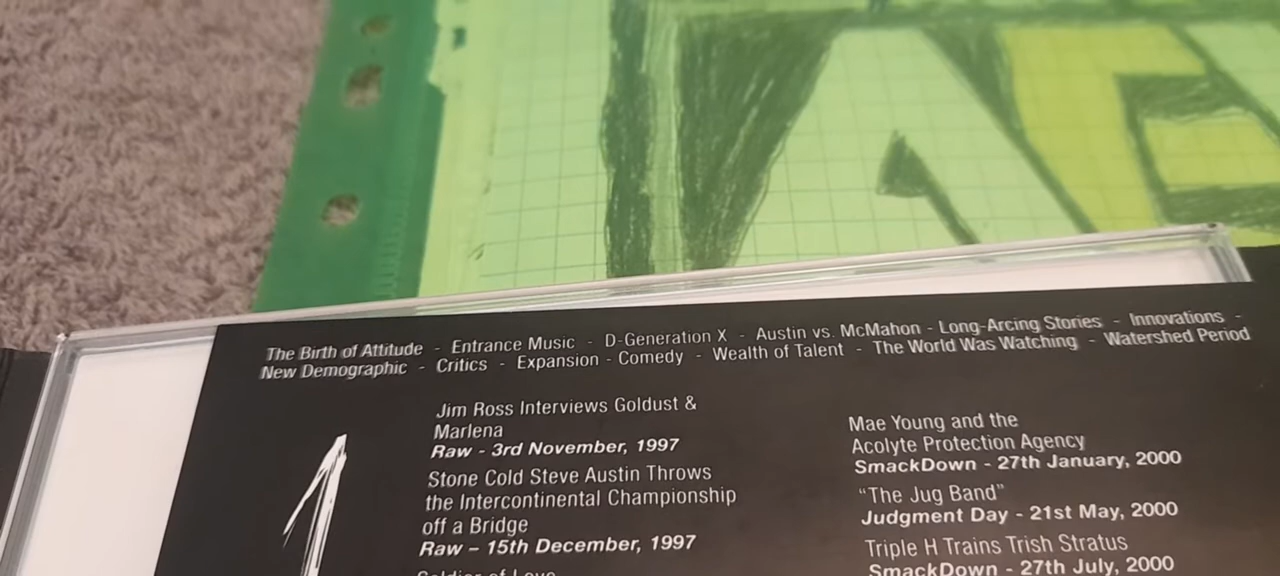 The Birth of Attitude - Entrance Music - D-Generation X - Austin vs. McMahon - Long-Arcing Stories - Innovations -
New Demographic - Critics - Expansion - Comedy - Wealth of Talent - The World Was Watching - Watershed Period
1
Jim Ross Interviews Goldust &
Marlena
Raw - 3rd November, 1997
Stone Cold Steve Austin Throws
the Intercontinental Championship
off a Bridge
Raw – 15th December, 1997
Soldier of Love
Mae Young and the
Acolyte Protection Agency
SmackDown - 27th January, 2000
“The Jug Band”
Judgment Day - 21st May, 2000
Triple H Trains Trish Stratus
SmackDown - 27th July, 2000